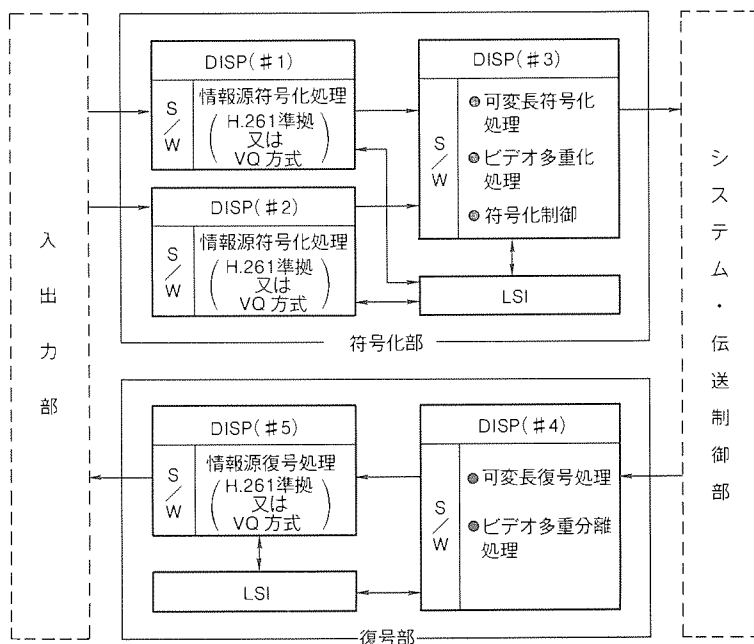 入出力部
DISP(#1)
S/W
情報源符号化処理
(H.261準拠
又は
VQ方式)
DISP(#2)
S/W
情報源符号化処理
(H.261準拠
又は
VQ方式)
DISP(#3)
S/W
●可変長符号化
処理
●ビデオ多重化
処理
●符号化制御
LSI
符号化部
システム・伝送制御部
DISP(#5)
S/W
情報源復号処理
(H.261準拠
又は
VQ方式)
LSI
DISP(#4)
S/W
●可変長復号処理
●ビデオ多重分離
処理
復号部